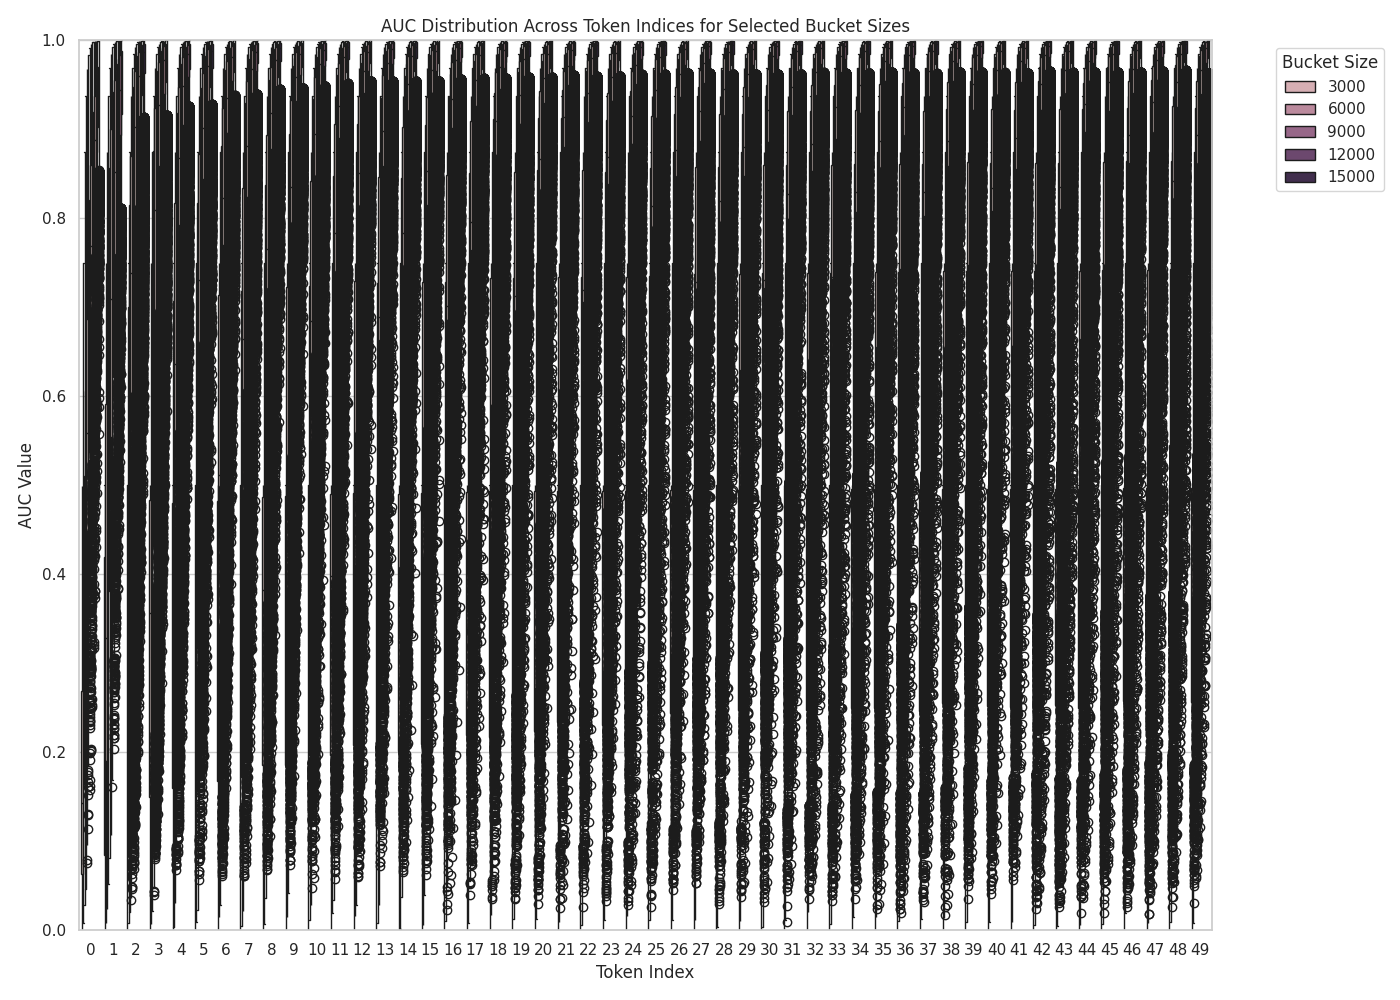 AUC Distribution Across Token Indices for Selected Bucket Sizes
1.0
0.8
0.6
0.4
0.2
0.0
AUC Value
0 1 2 3 4 5 6 7 8 9 10 11 12 13 14 15 16 17 18 19 20 21 22 23 24 25 26 27 28 29 30 31 32 33 34 35 36 37 38 39 40 41 42 43 44 45 46 47 48 49
Token Index
Bucket Size
3000
6000
9000
12000
15000